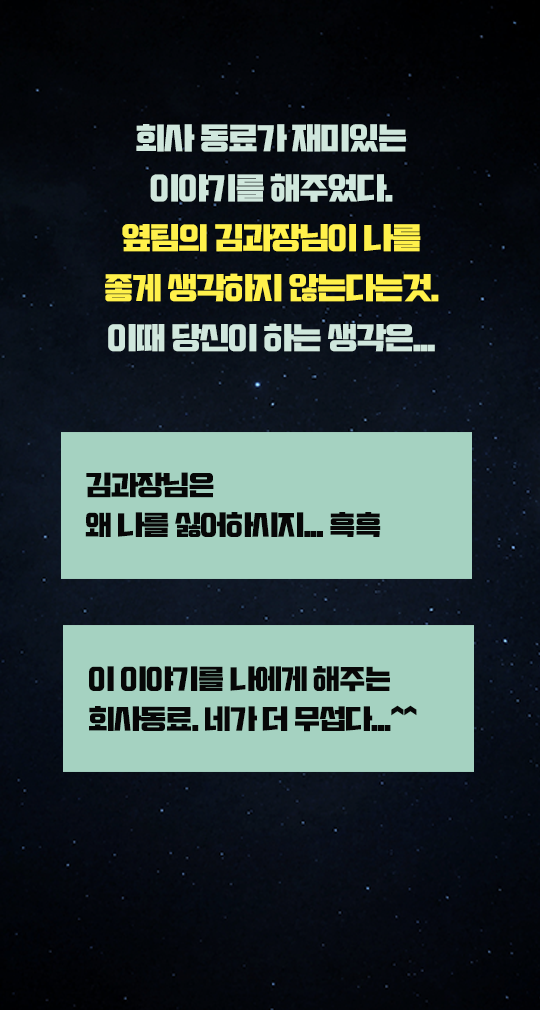 회사 동료가 재미있는
이야기를 해주었다.
옆팀의 김과장님이 나를
좋게 생각하지 않는다는것.
이때 당신이 하는 생각은...
김과장님은
왜 나를 싫어하시지... 흑흑
이 이야기를 나에게 해주는
회사동료. 네가 더 무섭다...^^